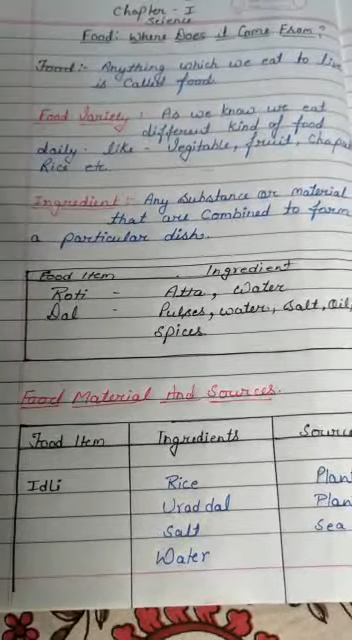 Chapter - I
Science
Food: Where Does it Come From?
Food:- Anything which we eat to live
is Called food.
Food Variety: As we know we eat
different kind of food
daily. like - Vegitable, fruit, Chapa
Rice etc.
Ingredient:- Any substance or material
that are Combined to form
a particular dish.
Food Item Ingredient
Roti - Atta, Water
Dal - Pulses, water, Salt, Oil,
Spices.
Food Material And Sources.
Food Item Ingredients Sourc
Idli Rice Plan
Urad dal Plan
Salt Sea
Water